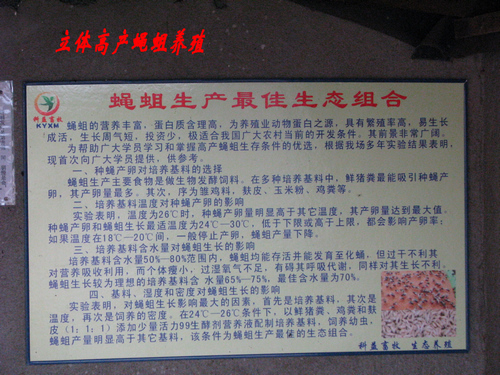 立体高产蝇蛆养殖
科益畜牧
KYXM
蝇蛆生产最佳生态组合
蝇蛆的营养丰富，蛋白质含理高，为养殖业动物蛋白之源，具有繁殖率高，易生长
成活，生长周气短，投资少，极适合我国广大农村当前的开发条件。其前景非常广阔。
为帮助广大学员学习和掌握高产蝇蛆生存条件的优选，根据我场多年实验结果表明，
现首次向广大学员提供，供参考。
一、种蝇产卵对培养基料的选择
蝇蛆生产主要食物是做生物发酵饲料。在多种培养基料中，鲜猪粪最能吸引种蝇产
卵，其产卵量最多。其次，序为雏鸡料，麸皮、玉米粉、鸡粪等。
二、培养基料温度对种蝇产卵的影响
实验表明，温度为26℃时，种蝇产卵量明显高于其它温度，其产卵量达到最大值。
种蝇产卵和蝇蛆生长最适温度为24℃—30℃，低于下限或高于上限，都会影响产卵率；
如果温度在18℃—20℃间，一般停止产卵，蝇蛆产量下降。
三、培养基料含水量对蝇蛆生长的影响
培养基料含水量50%—80%范围内，蝇蛆均能存活并能发育至化蛹，但过干不利其
对营养吸收利用，而个体瘦小，过湿氧气不足，有碍其呼吸代谢，同样对其生长不利。
蝇蛆生长较为理想的培养基料含 水量65%—75%，最佳含水量为70%。
四、基料、湿度和密度对蝇蛆生长的影响
实验表明，对蝇蛆生长影响最大的因素，首先是培养基料，其次是
温度，再次是饲养的密度。在24℃—26℃条件下，以鲜猪粪、鸡粪和麸
皮（1：1：1）添加少量活力99生酵剂营养液配制培养基料，饲养幼虫，
蝇蛆产量明显高于其它基料，该条件为蝇蛆生产最佳的生态组合。
科益畜牧 生态养殖